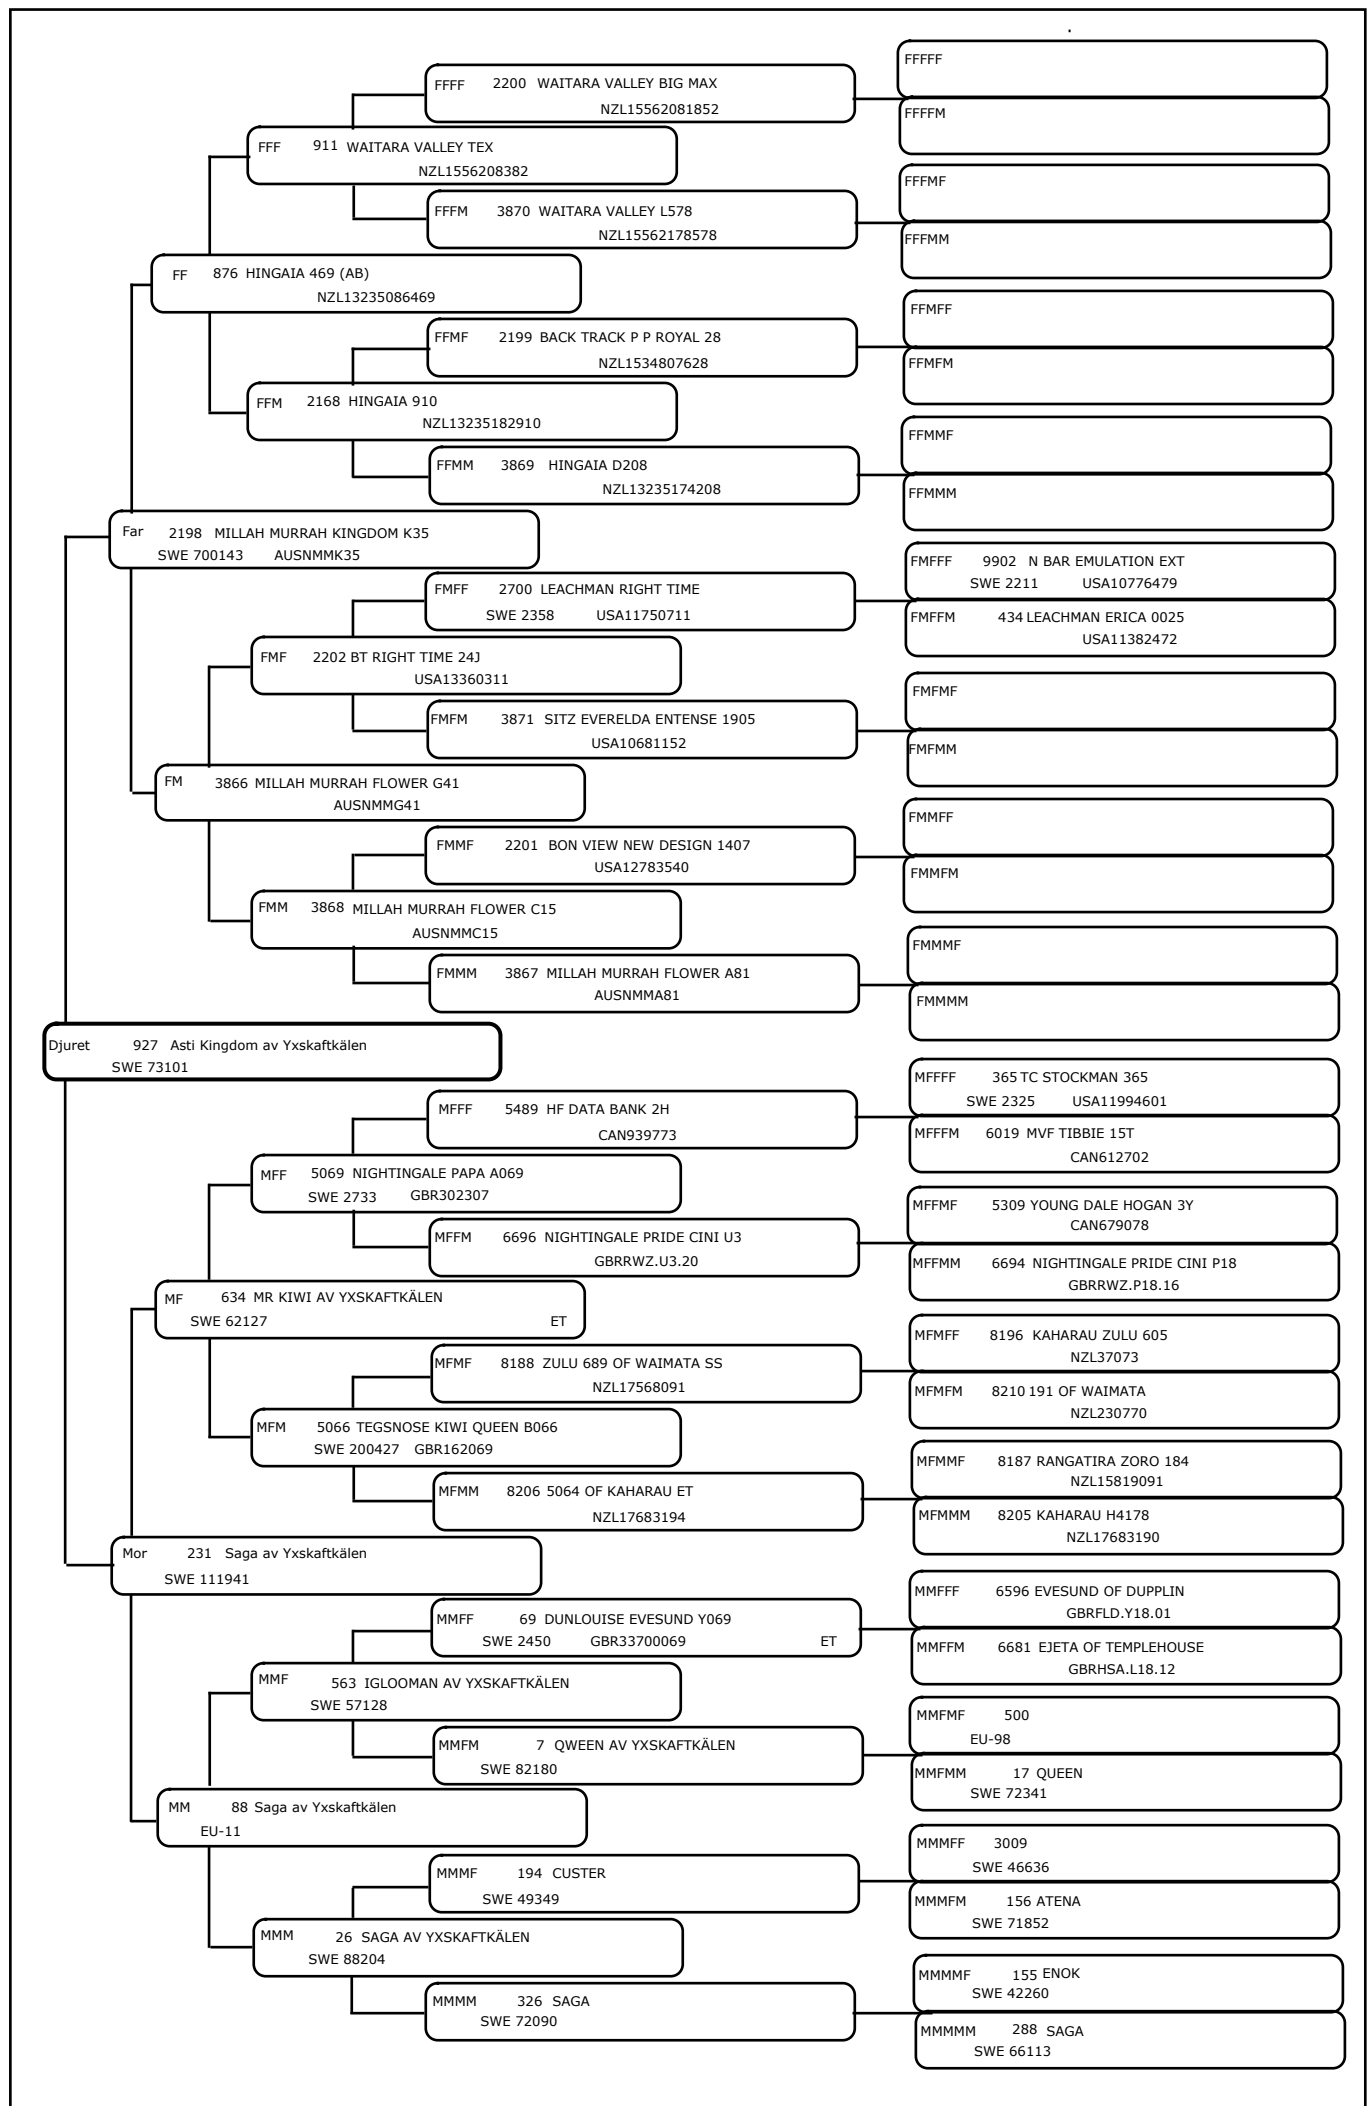 FFFFF
FFFF 2200 WAITARA VALLEY BIG MAX
NZL15562081852
FFFFM
FFF 911 WAITARA VALLEY TEX
NZL1556208382
FFFMF
FFFM 3870 WAITARA VALLEY L578
NZL15562178578
FFFMM
FF 876 HINGAIA 469 (AB)
NZL13235086469
FFMFF
FFMF 2199 BACK TRACK P P ROYAL 28
NZL1534807628
FFMFM
FFM 2168 HINGAIA 910
NZL13235182910
FFMMF
FFMM 3869 HINGAIA D208
NZL13235174208
FFMMM
Far 2198 MILLAH MURRAH KINGDOM K35
SWE 700143 AUSNMMK35
FMFFF 9902 N BAR EMULATION EXT
SWE 2211 USA10776479
FMFF 2700 LEACHMAN RIGHT TIME
SWE 2358 USA11750711
FMFFM 434 LEACHMAN ERICA 0025
USA11382472
FMF 2202 BT RIGHT TIME 24J
USA13360311
FMFMF
FMFM 3871 SITZ EVERELDA ENTENSE 1905
USA10681152
FMFMM
FM 3866 MILLAH MURRAH FLOWER G41
AUSNMMG41
FMMFF
FMMF 2201 BON VIEW NEW DESIGN 1407
USA12783540
FMMFM
FMM 3868 MILLAH MURRAH FLOWER C15
AUSNMMC15
FMMMF
FMMM 3867 MILLAH MURRAH FLOWER A81
AUSNMMA81
FMMMM
Djuret 927 Asti Kingdom av Yxskaftkälen
SWE 73101
MFFFF 365 TC STOCKMAN 365
SWE 2325 USA11994601
MFFF 5489 HF DATA BANK 2H
CAN939773
MFFFM 6019 MVF TIBBIE 15T
CAN612702
MFF 5069 NIGHTINGALE PAPA A069
SWE 2733 GBR302307
MFFMF 5309 YOUNG DALE HOGAN 3Y
CAN679078
MFFM 6696 NIGHTINGALE PRIDE CINI U3
GBRRWZ.U3.20
MFFMM 6694 NIGHTINGALE PRIDE CINI P18
GBRRWZ.P18.16
MF 634 MR KIWI AV YXSKAFTKÄLEN
SWE 62127 ET
MFMFF 8196 KAHARAU ZULU 605
NZL37073
MFMF 8188 ZULU 689 OF WAIMATA SS
NZL17568091
MFMFM 8210 191 OF WAIMATA
NZL230770
MFM 5066 TEGSNOSE KIWI QUEEN B066
SWE 200427 GBR162069
MFMMF 8187 RANGATIRA ZORO 184
NZL15819091
MFMM 8206 5064 OF KAHARAU ET
NZL17683194
MFMMM 8205 KAHARAU H4178
NZL17683190
Mor 231 Saga av Yxskaftkälen
SWE 111941
MMFFF 6596 EVESUND OF DUPPLIN
GBRFLD.Y18.01
MMFF 69 DUNLOUISE EVESUND Y069
SWE 2450 GBR33700069 ET
MMFFM 6681 EJETA OF TEMPLEHOUSE
GBRHSA.L18.12
MMF 563 IGLOOMAN AV YXSKAFTKÄLEN
SWE 57128
MMFMF 500
EU-98
MMFM 7 QWEEN AV YXSKAFTKÄLEN
SWE 82180
MMFMM 17 QUEEN
SWE 72341
MM 88 Saga av Yxskaftkälen
EU-11
MMMFF 3009
SWE 46636
MMMF 194 CUSTER
SWE 49349
MMMFM 156 ATENA
SWE 71852
MMM 26 SAGA AV YXSKAFTKÄLEN
SWE 88204
MMMMF 155 ENOK
SWE 42260
MMMM 326 SAGA
SWE 72090
MMMMM 288 SAGA
SWE 66113